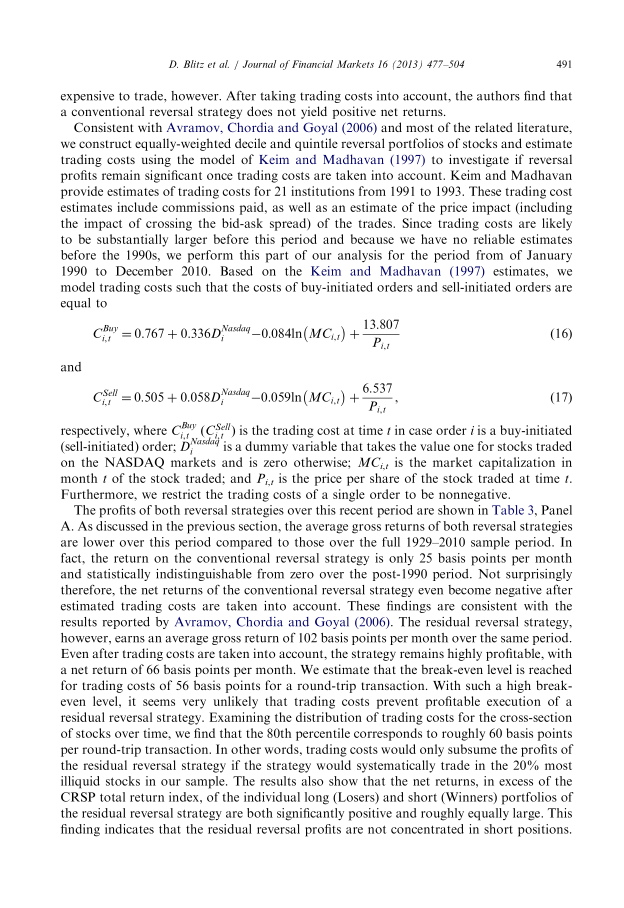 D. Blitz et al. / Journal of Financial Markets 16 (2013) 477–504 491
expensive to trade, however. After taking trading costs into account, the authors find that
a conventional reversal strategy does not yield positive net returns.
Consistent with Avramov, Chordia and Goyal (2006) and most of the related literature,
we construct equally-weighted decile and quintile reversal portfolios of stocks and estimate
trading costs using the model of Keim and Madhavan (1997) to investigate if reversal
profits remain significant once trading costs are taken into account. Keim and Madhavan
provide estimates of trading costs for 21 institutions from 1991 to 1993. These trading cost
estimates include commissions paid, as well as an estimate of the price impact (including
the impact of crossing the bid-ask spread) of the trades. Since trading costs are likely
to be substantially larger before this period and because we have no reliable estimates
before the 1990s, we perform this part of our analysis for the period from of January
1990 to December 2010. Based on the Keim and Madhavan (1997) estimates, we
model trading costs such that the costs of buy-initiated orders and sell-initiated orders are
equal to
C_{i,t}^{Buy} = 0.767 + 0.336D_i^{Nasdaq}−0.084ln(MC_{i,t}) + 13.807/P_{i,t} (16)
and
C_{i,t}^{Sell} = 0.505 + 0.058D_i^{Nasdaq}−0.059ln(MC_{i,t}) + 6.537/P_{i,t}, (17)
respectively, where C_{i,t}^{Buy} (C_{i,t}^{Sell}) is the trading cost at time t in case order i is a buy-initiated
(sell-initiated) order; D_i^{Nasdaq} is a dummy variable that takes the value one for stocks traded
on the NASDAQ markets and is zero otherwise; MC_{i,t} is the market capitalization in
month t of the stock traded; and P_{i,t} is the price per share of the stock traded at time t.
Furthermore, we restrict the trading costs of a single order to be nonnegative.
The profits of both reversal strategies over this recent period are shown in Table 3, Panel
A. As discussed in the previous section, the average gross returns of both reversal strategies
are lower over this period compared to those over the full 1929–2010 sample period. In
fact, the return on the conventional reversal strategy is only 25 basis points per month
and statistically indistinguishable from zero over the post-1990 period. Not surprisingly
therefore, the net returns of the conventional reversal strategy even become negative after
estimated trading costs are taken into account. These findings are consistent with the
results reported by Avramov, Chordia and Goyal (2006). The residual reversal strategy,
however, earns an average gross return of 102 basis points per month over the same period.
Even after trading costs are taken into account, the strategy remains highly profitable, with
a net return of 66 basis points per month. We estimate that the break-even level is reached
for trading costs of 56 basis points for a round-trip transaction. With such a high break-
even level, it seems very unlikely that trading costs prevent profitable execution of a
residual reversal strategy. Examining the distribution of trading costs for the cross-section
of stocks over time, we find that the 80th percentile corresponds to roughly 60 basis points
per round-trip transaction. In other words, trading costs would only subsume the profits of
the residual reversal strategy if the strategy would systematically trade in the 20% most
illiquid stocks in our sample. The results also show that the net returns, in excess of the
CRSP total return index, of the individual long (Losers) and short (Winners) portfolios of
the residual reversal strategy are both significantly positive and roughly equally large. This
finding indicates that the residual reversal profits are not concentrated in short positions.